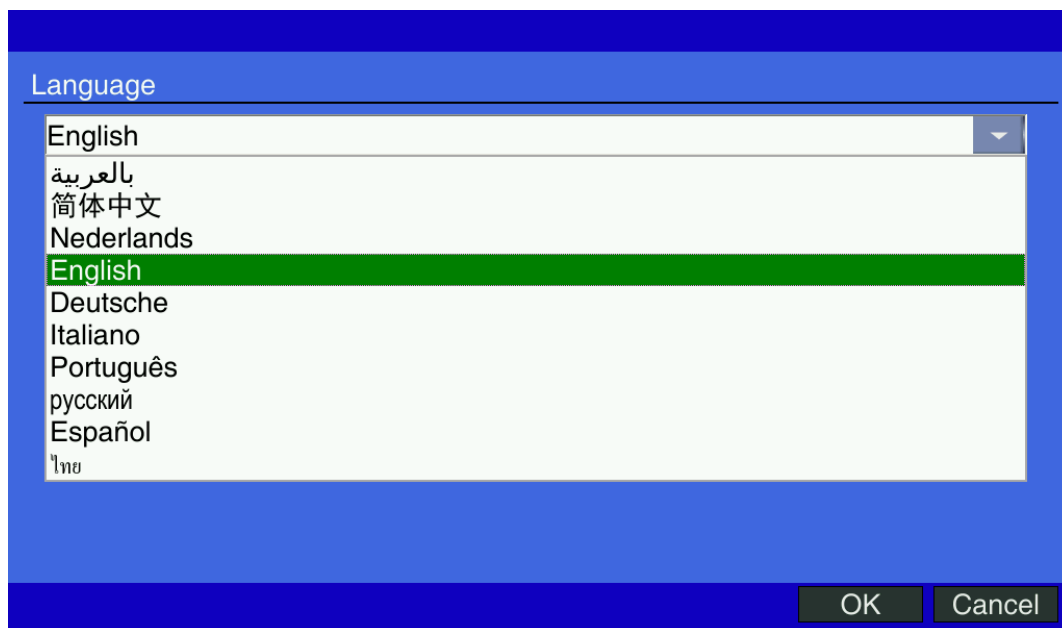 Language
English
بالعربية
简体中文
Nederlands
English
Deutsche
Italiano
Português
русский
Español
ไทย
OK Cancel